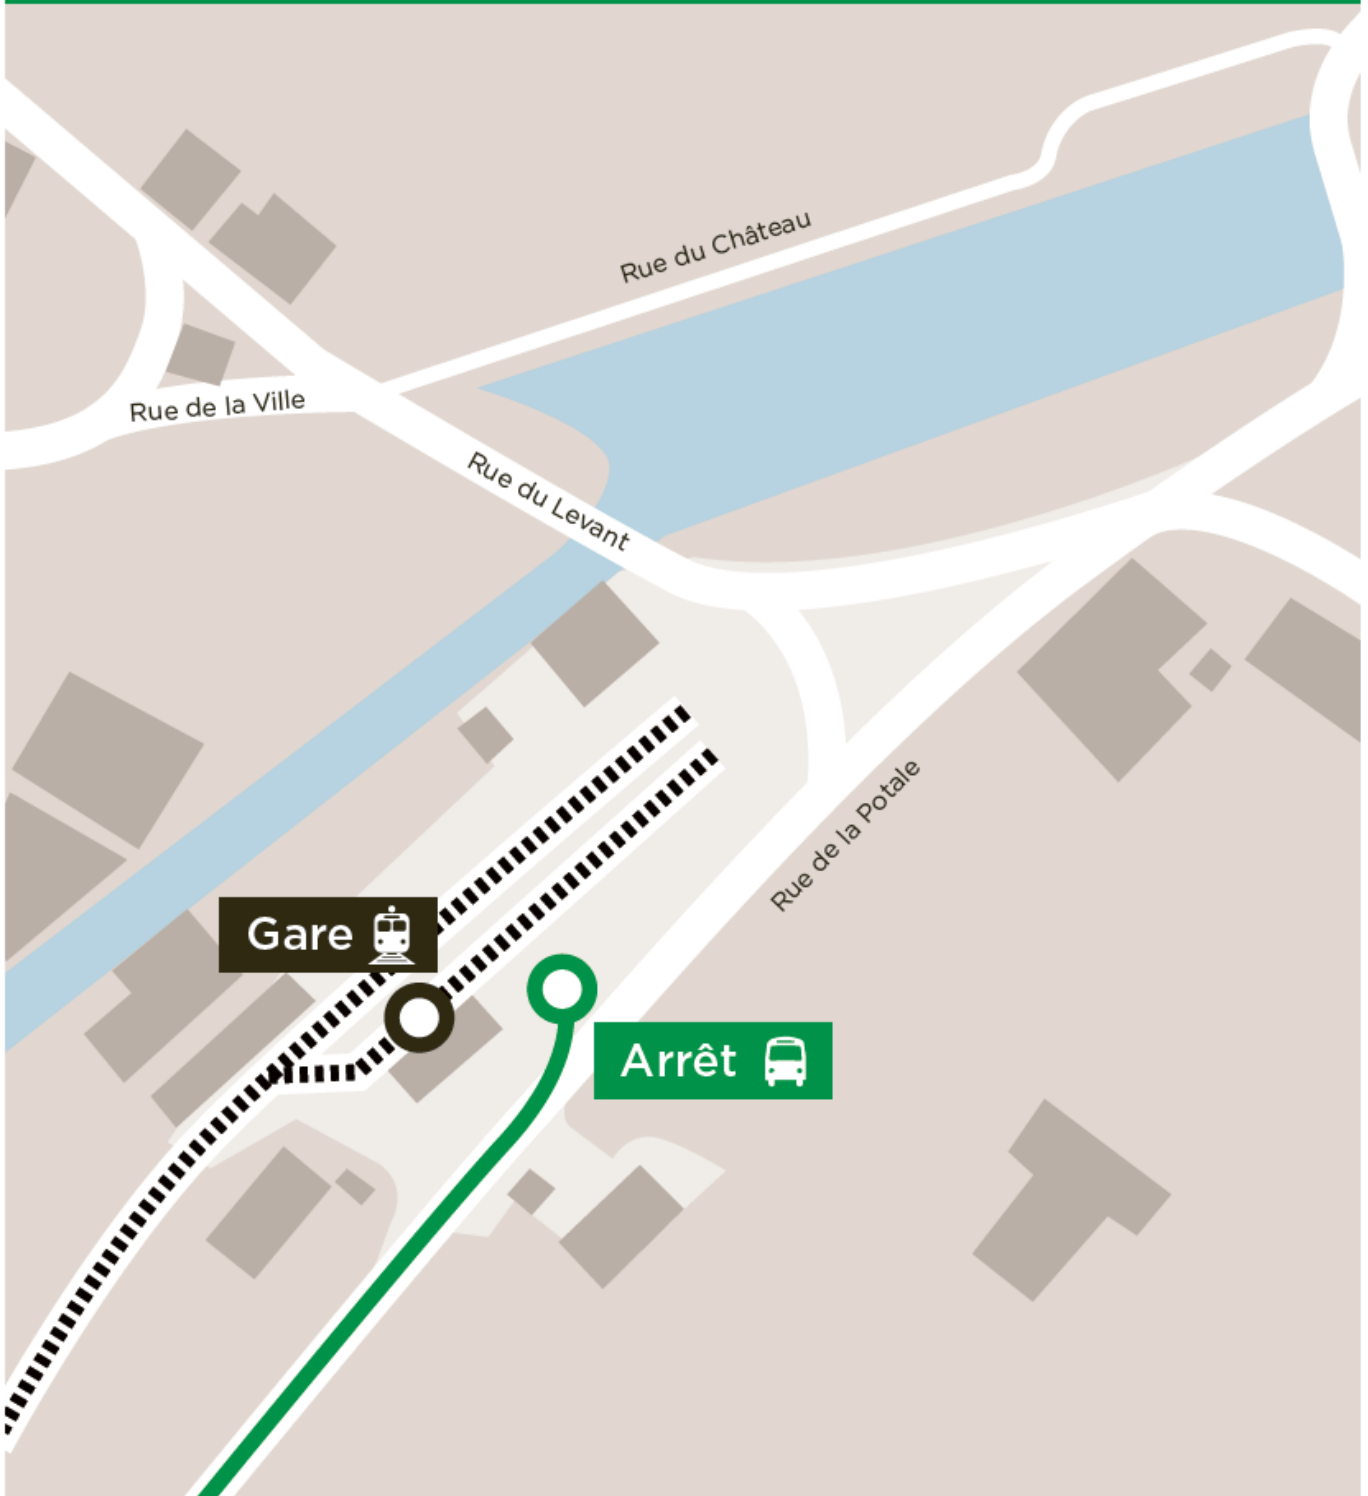 Rue du Château
Rue de la Ville
Rue du Levant
Rue de la Potale
Gare
Arrêt